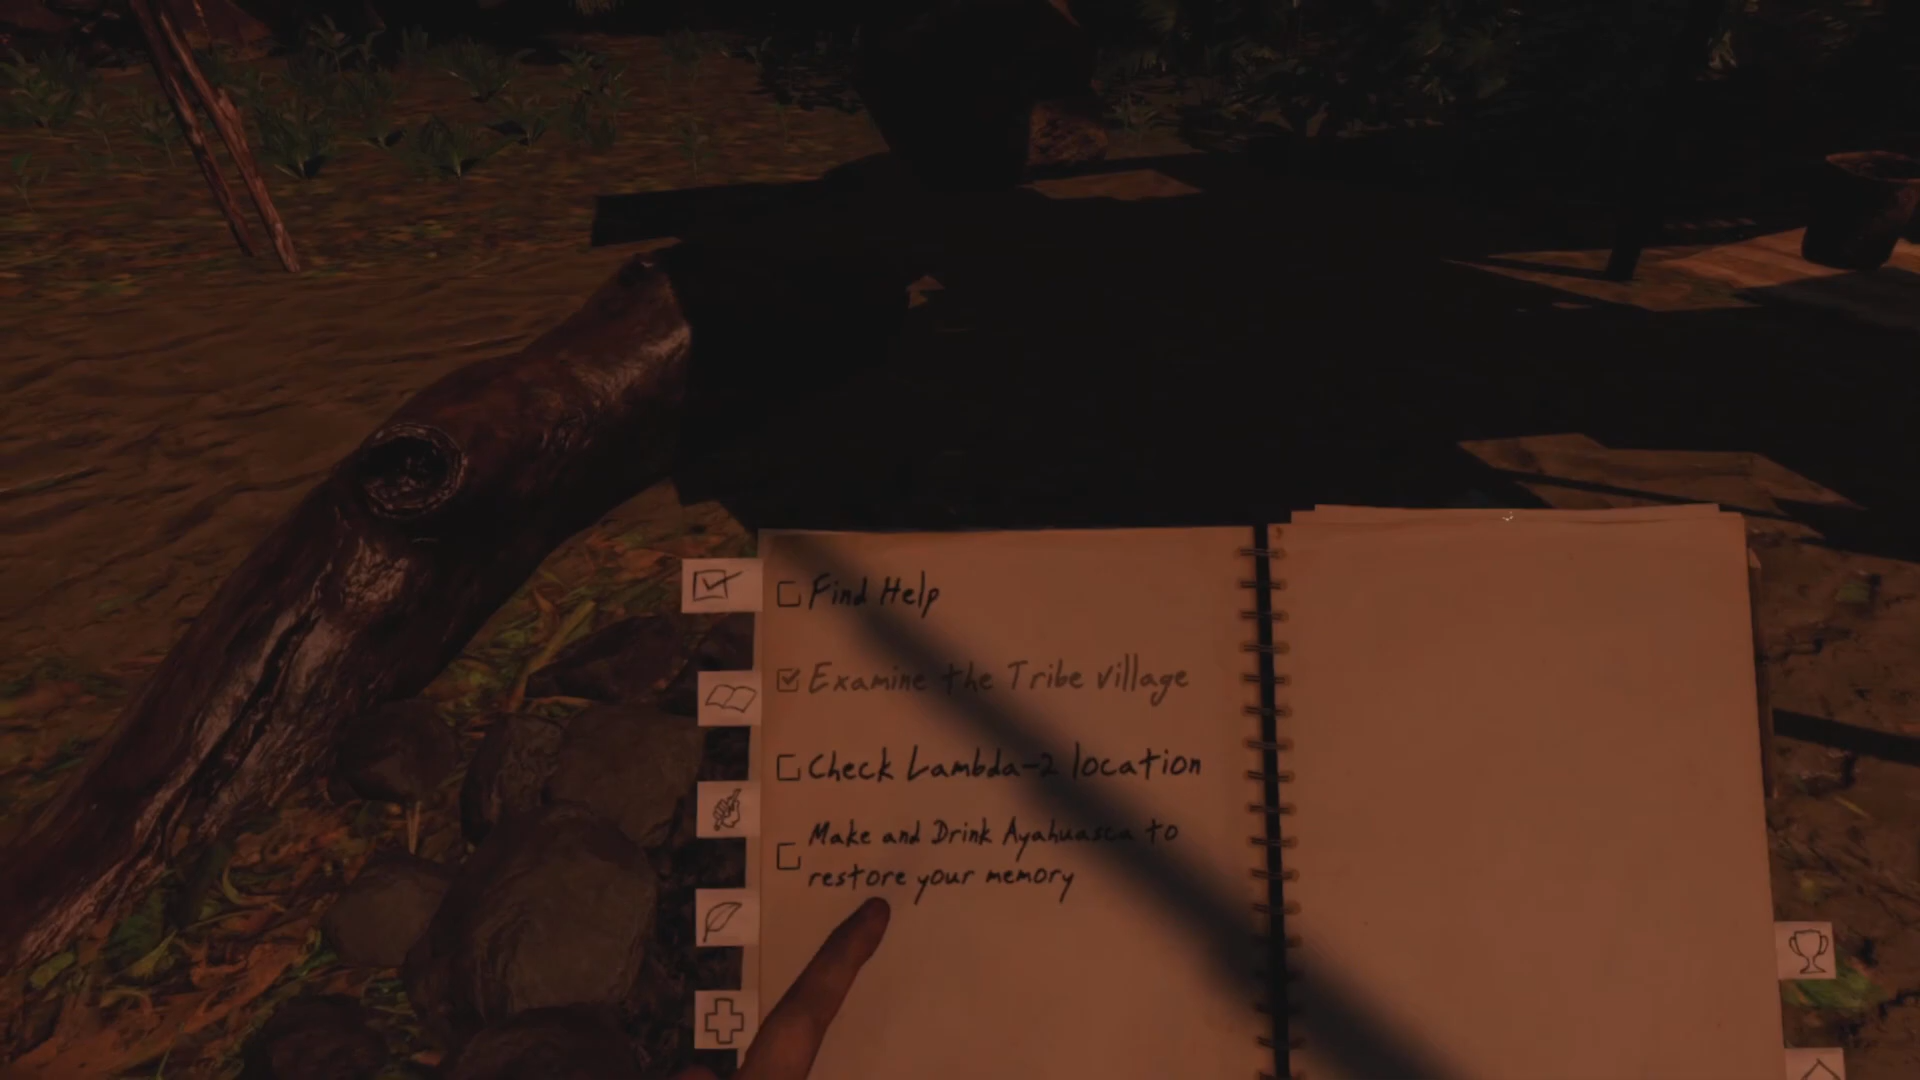 Find Help
Examine the Tribe village
Check Lambda-2 location
Make and Drink Ayahuasca to
restore your memory